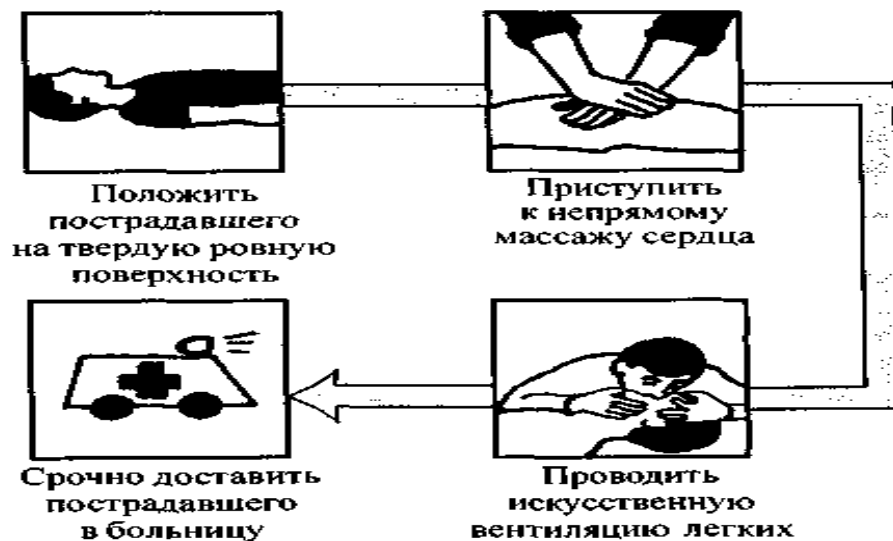 Положить
пострадавшего
на твердую ровную
поверхность
Приступить
к непрямому
массажу сердца
Проводить
искусственную
вентиляцию легких
Срочно доставить
пострадавшего
в больницу